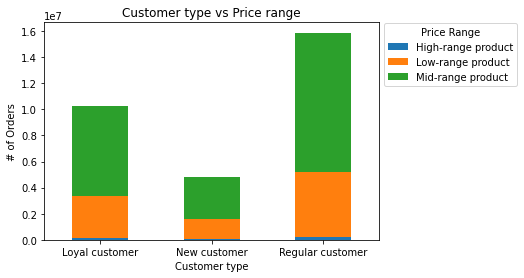 Customer type vs Price range
1e7
1.6
1.4
1.2
1.0
0.8
0.6
0.4
0.2
0.0
# of Orders
Loyal customer
New customer
Regular customer
Customer type
Price Range
High-range product
Low-range product
Mid-range product